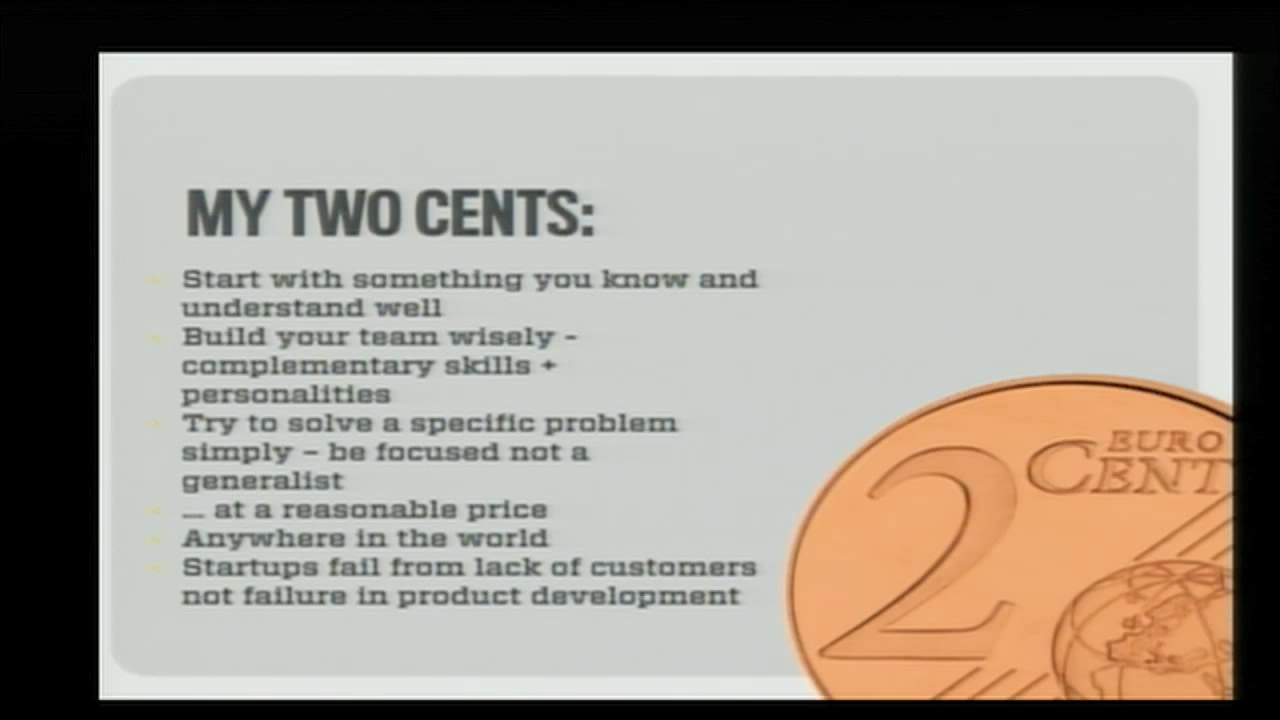 MY TWO CENTS:
Start with something you know and
understand well
Build your team wisely -
complementary skills +
personalities
Try to solve a specific problem
simply – be focused not a
generalist
... at a reasonable price
Anywhere in the world
Startups fail from lack of customers
not failure in product development
2 EURO
CENT